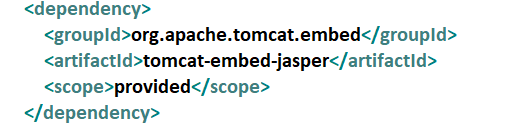 <dependency>
<groupId>org.apache.tomcat.embed</groupId>
<artifactId>tomcat-embed-jasper</artifactId>
<scope>provided</scope>
</dependency>